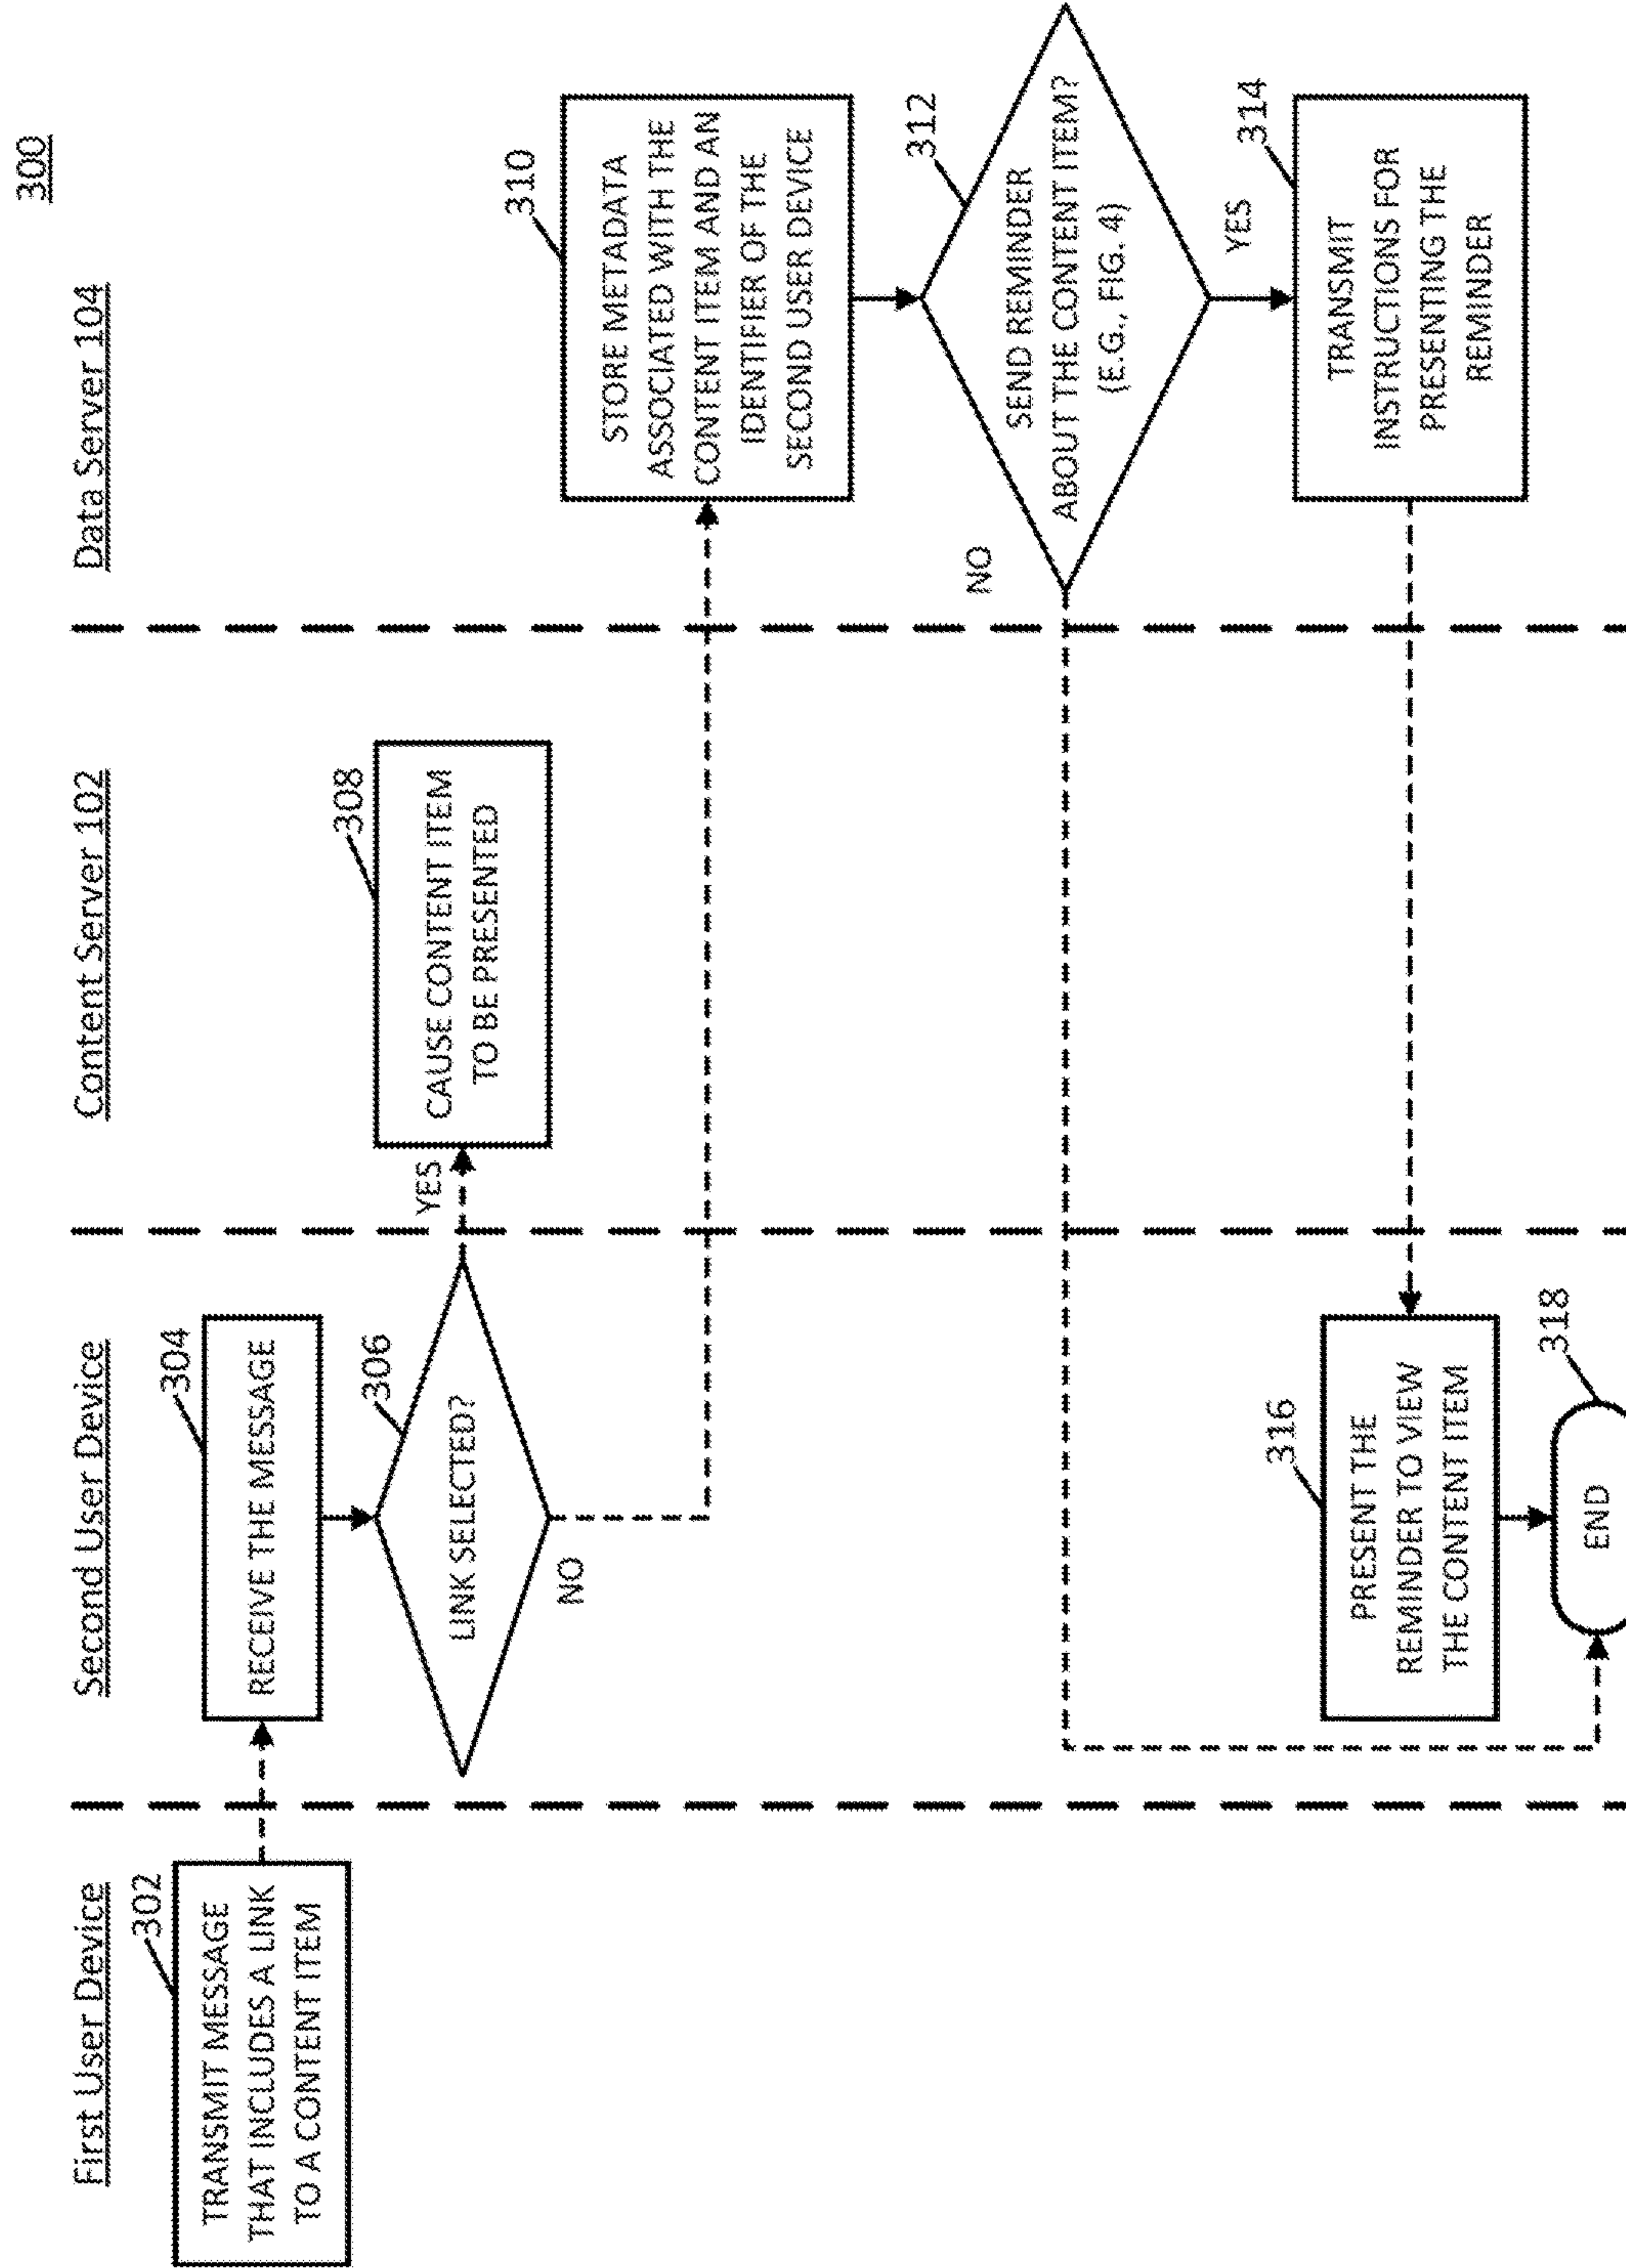 300
First User Device
Second User Device
Content Server 102
Data Server 104
302
TRANSMIT MESSAGE
THAT INCLUDES A LINK
TO A CONTENT ITEM
304
RECEIVE THE MESSAGE
306
LINK SELECTED?
YES
NO
308
CAUSE CONTENT ITEM
TO BE PRESENTED
310
STORE METADATA
ASSOCIATED WITH THE
CONTENT ITEM AND AN
IDENTIFIER OF THE
SECOND USER DEVICE
312
SEND REMINDER
ABOUT THE CONTENT ITEM?
(E.G., FIG. 4)
NO
YES
314
TRANSMIT
INSTRUCTIONS FOR
PRESENTING THE
REMINDER
316
PRESENT THE
REMINDER TO VIEW
THE CONTENT ITEM
318
END